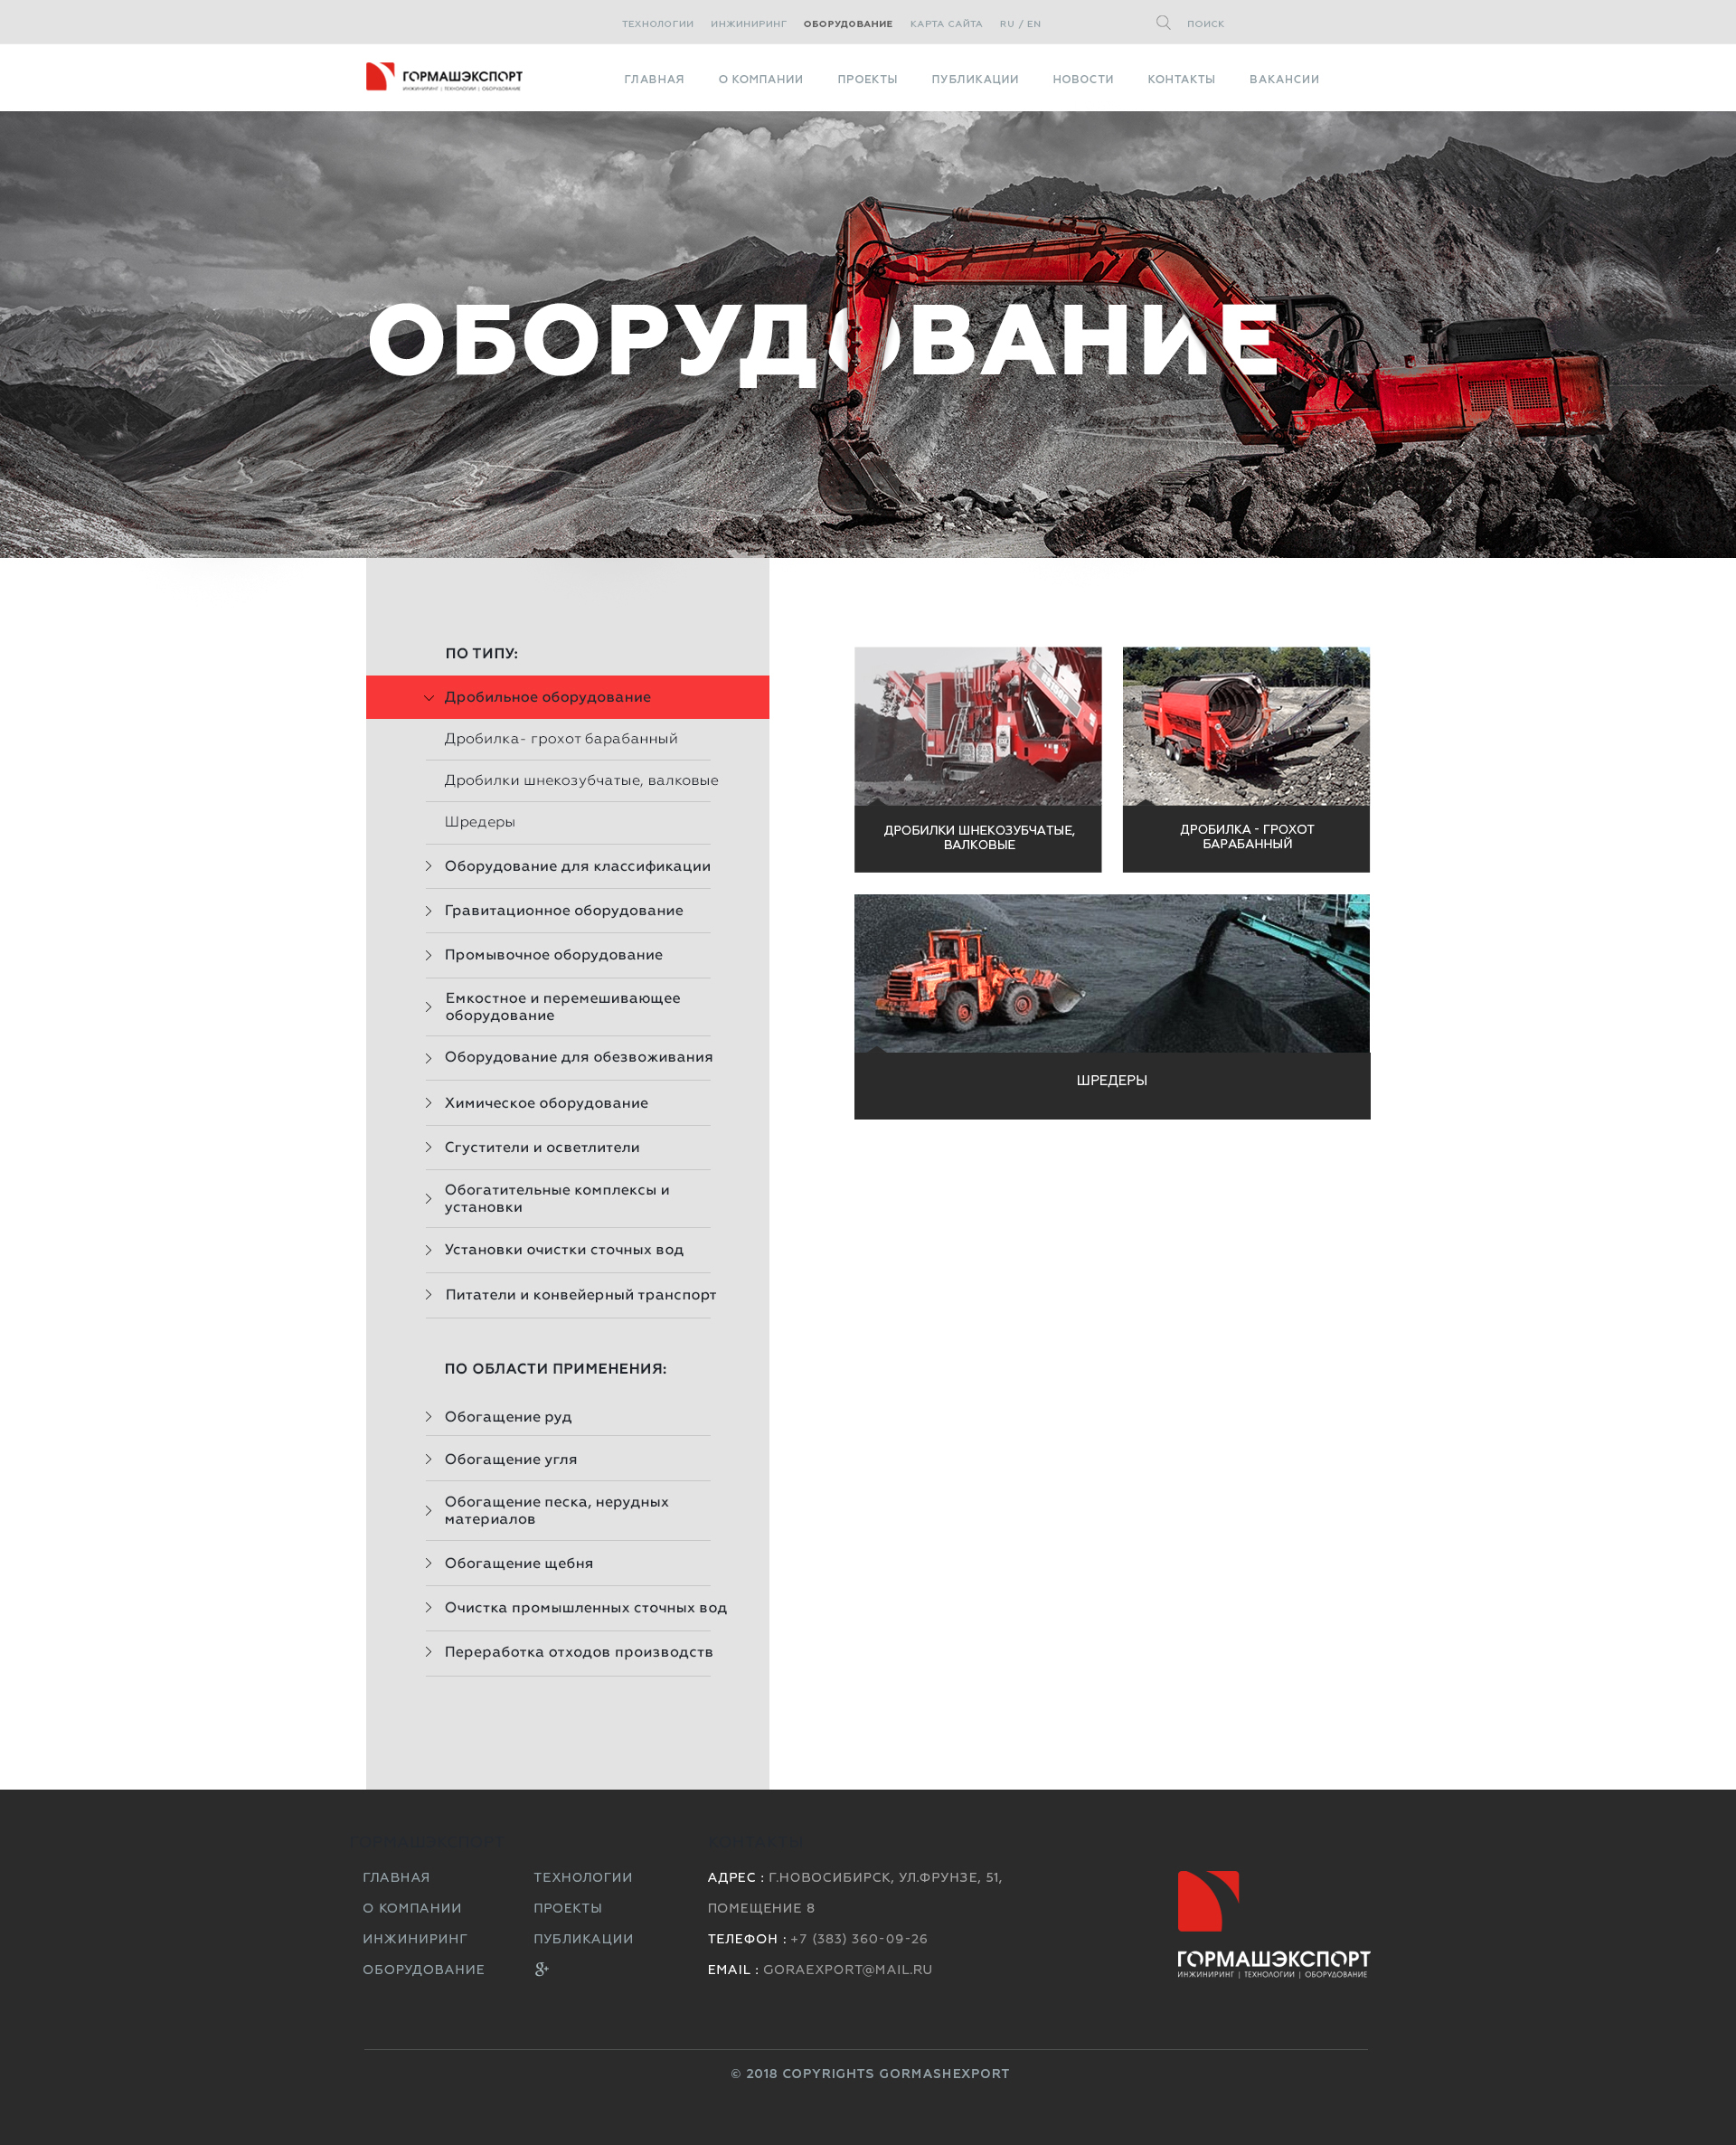 ТЕХНОЛОГИИ ИНЖИНИРИНГ ОБОРУДОВАНИЕ КАРТА САЙТА RU / EN ПОИСК
ГОРМАШЭКСПОРТ
ИНЖИНИРИНГ | ТЕХНОЛОГИИ | ОБОРУДОВАНИЕ
ГЛАВНАЯ О КОМПАНИИ ПРОЕКТЫ ПУБЛИКАЦИИ НОВОСТИ КОНТАКТЫ ВАКАНСИИ
ОБОРУДОВАНИЕ
ПО ТИПУ:
Дробильное оборудование
Дробилка- грохот барабанный
Дробилки шнекозубчатые, валковые
Шредеры
Оборудование для классификации
Гравитационное оборудование
Промывочное оборудование
Емкостное и перемешивающее
оборудование
Оборудование для обезвоживания
Химическое оборудование
Сгустители и осветлители
Обогатительные комплексы и
установки
Установки очистки сточных вод
Питатели и конвейерный транспорт
ПО ОБЛАСТИ ПРИМЕНЕНИЯ:
Обогащение руд
Обогащение угля
Обогащение песка, нерудных
материалов
Обогащение щебня
Очистка промышленных сточных вод
Переработка отходов производств
ДРОБИЛКИ ШНЕКОЗУБЧАТЫЕ,
ВАЛКОВЫЕ
ДРОБИЛКА - ГРОХОТ
БАРАБАННЫЙ
ШРЕДЕРЫ
ГОРМАШЭКСПОРТ
ГЛАВНАЯ
О КОМПАНИИ
ИНЖИНИРИНГ
ОБОРУДОВАНИЕ
ТЕХНОЛОГИИ
ПРОЕКТЫ
ПУБЛИКАЦИИ
g+
КОНТАКТЫ
АДРЕС : Г.НОВОСИБИРСК, УЛ.ФРУНЗЕ, 51,
ПОМЕЩЕНИЕ 8
ТЕЛЕФОН : +7 (383) 360-09-26
EMAIL : GORAEXPORT@MAIL.RU
ГОРМАШЭКСПОРТ
ИНЖИНИРИНГ | ТЕХНОЛОГИИ | ОБОРУДОВАНИЕ
© 2018 COPYRIGHTS GORMASHEXPORT